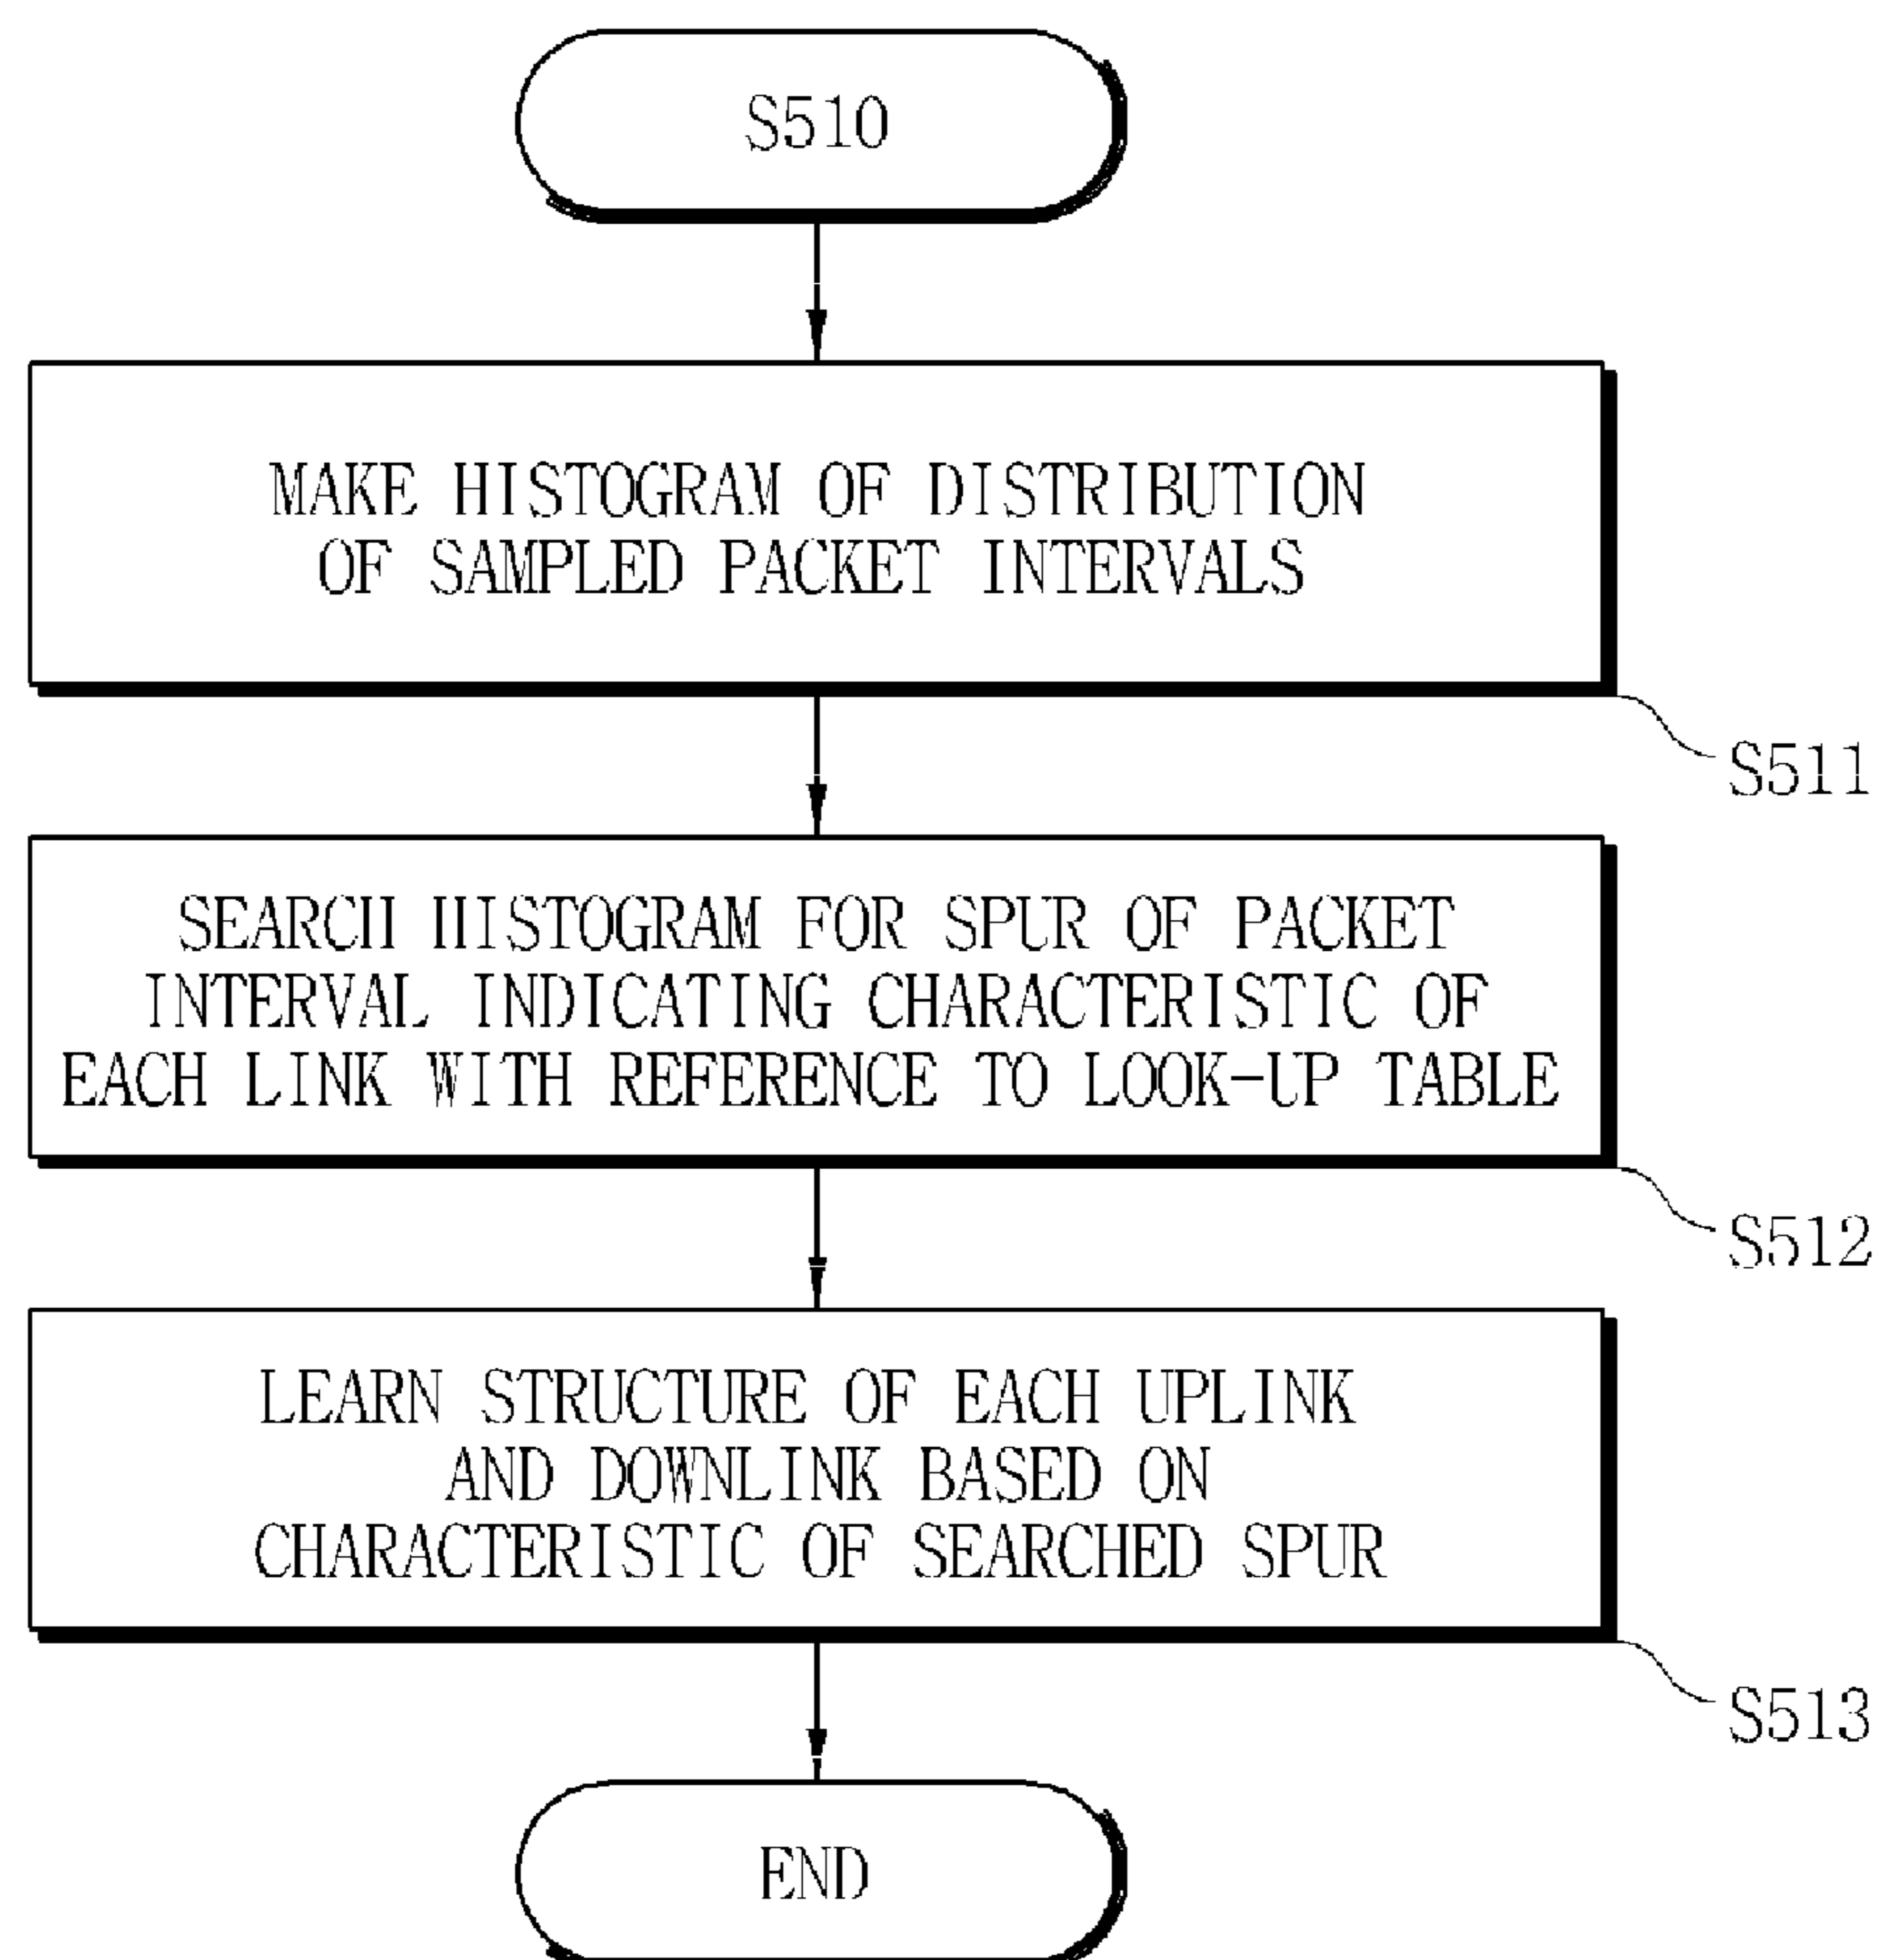 S510
MAKE HISTOGRAM OF DISTRIBUTION
OF SAMPLED PACKET INTERVALS
S511
SEARCH HISTOGRAM FOR SPUR OF PACKET
INTERVAL INDICATING CHARACTERISTIC OF
EACH LINK WITH REFERENCE TO LOOK-UP TABLE
S512
LEARN STRUCTURE OF EACH UPLINK
AND DOWNLINK BASED ON
CHARACTERISTIC OF SEARCHED SPUR
S513
END